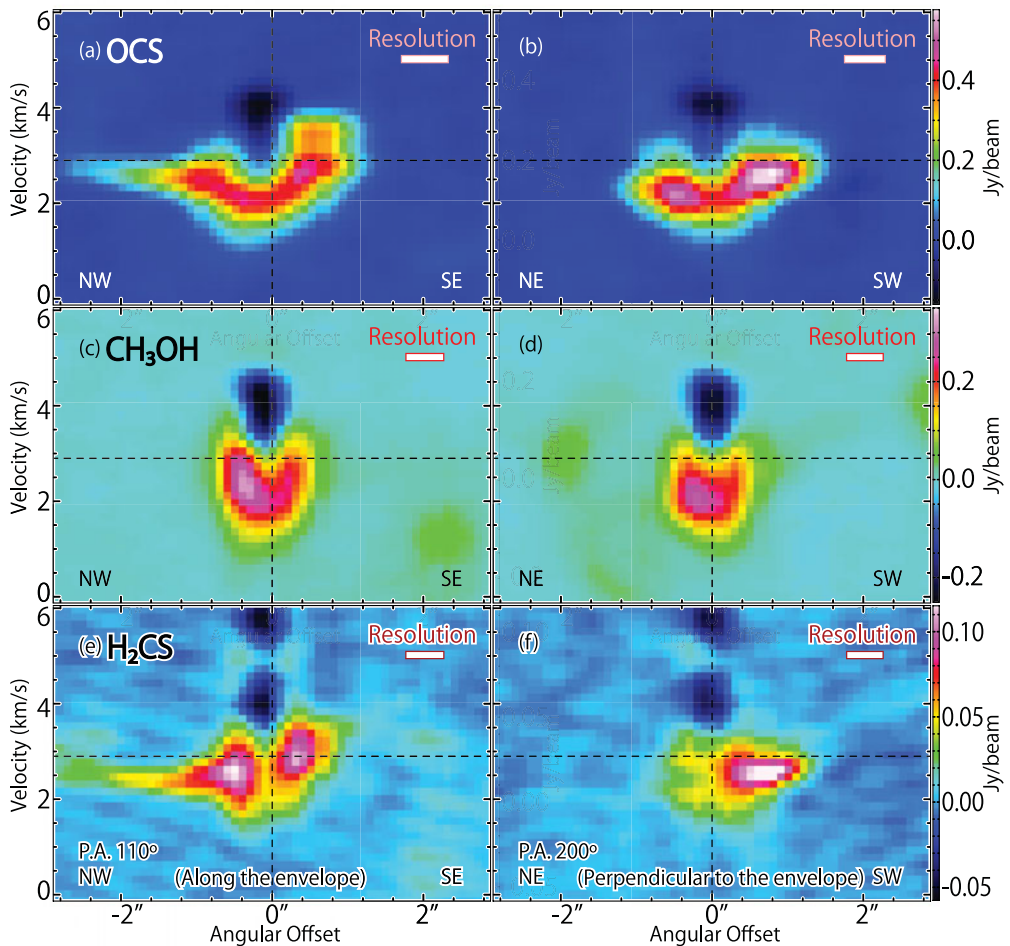 (a) OCS
Resolution
(b)
Resolution
6
4
2
0
Velocity (km/s)
NW
SE
NE
SW
0.4
0.2
0.0
Jy/beam
(c) CH₃OH
Resolution
(d)
Resolution
6
4
2
0
Velocity (km/s)
NW
SE
NE
SW
0.2
0.0
-0.2
Jy/beam
(e) H₂CS
Resolution
(f)
Resolution
6
4
2
0
Velocity (km/s)
P.A. 110º
NW
(Along the envelope)
SE
P.A. 200º
NE
(Perpendicular to the envelope)
SW
0.10
0.05
0.00
-0.05
Jy/beam
-2″
0″
2″
-2″
0″
2″
Angular Offset
Angular Offset